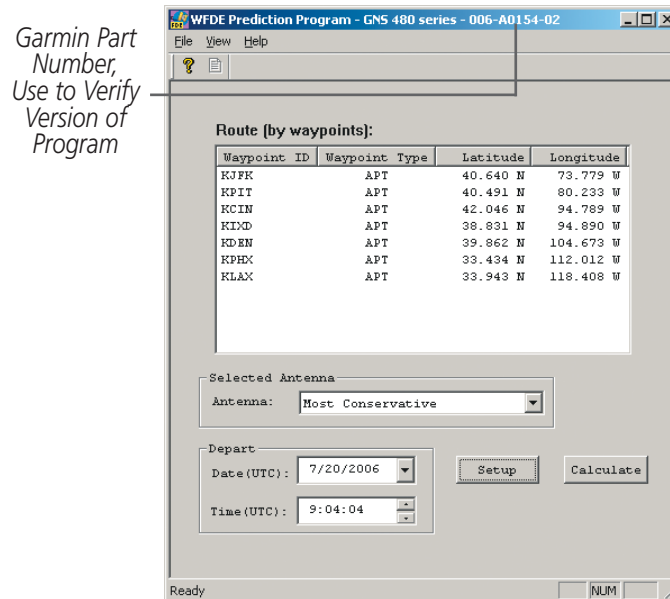 Garmin Part
Number,
Use to Verify
Version of
Program
WFDE Prediction Program - GNS 480 series - 006-A0154-02
File View Help
Route (by waypoints):
Waypoint ID Waypoint Type Latitude Longitude
KJFK APT 40.640 N 73.779 W
KPIT APT 40.491 N 80.233 W
KCIN APT 42.046 N 94.789 W
KIXD APT 38.831 N 94.890 W
KDEN APT 39.862 N 104.673 W
KPHX APT 33.434 N 112.012 W
KLAX APT 33.943 N 118.408 W
Selected Antenna
Antenna: Most Conservative
Depart
Date(UTC): 7/20/2006
Setup Calculate
Time(UTC): 9:04:04
Ready NUM